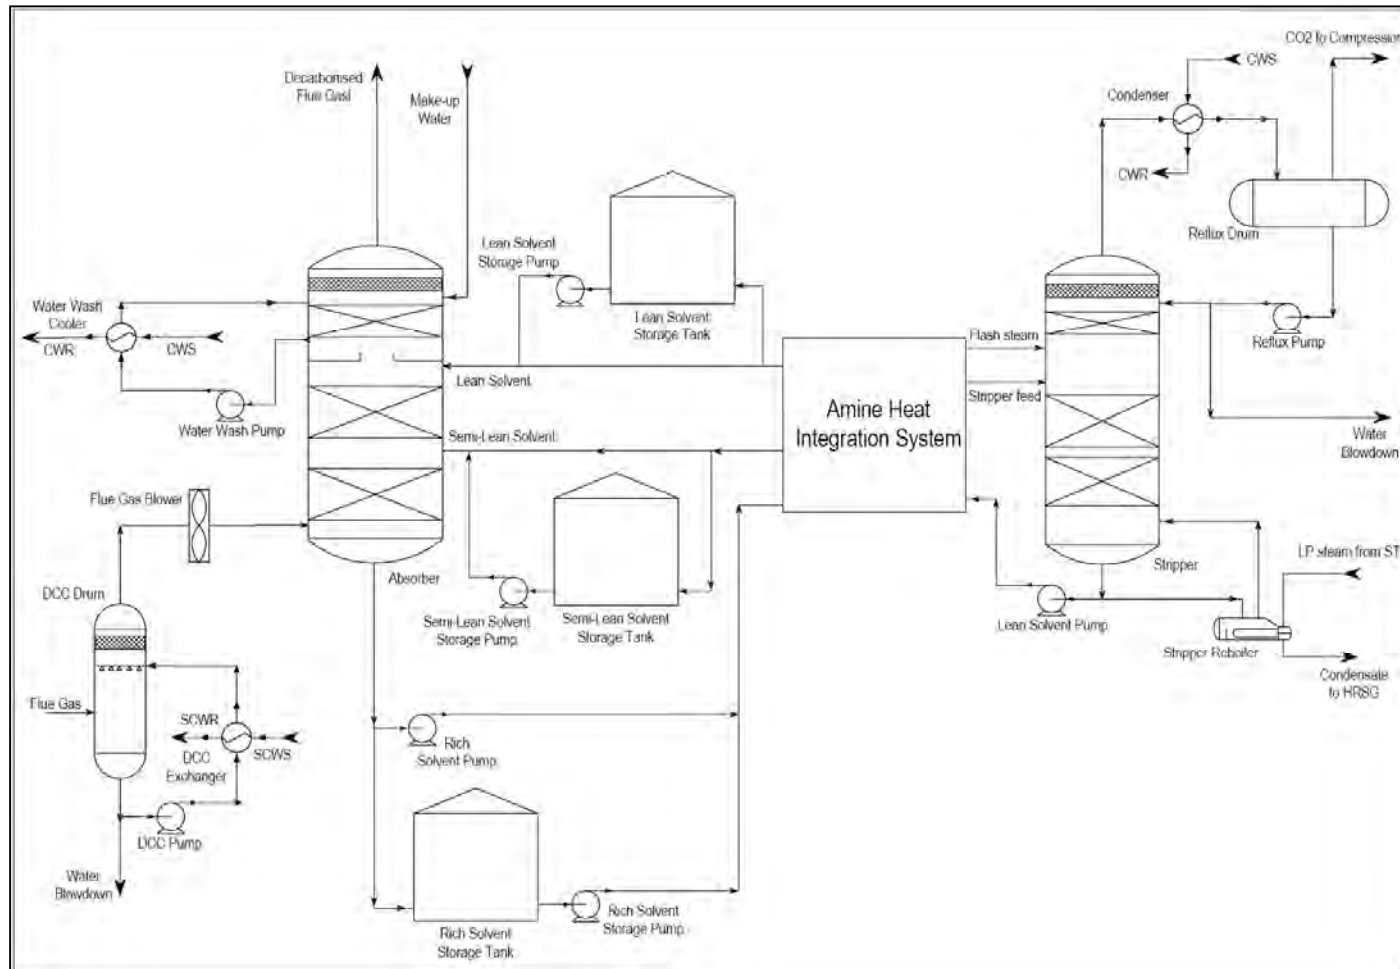 Decarbonised
Flue Gasl
Make-up
Water
CO2 to Compression
CWS
Condenser
CWR
Reflux Drum
Reflux Pump
Water
Blowdown
Lean Solvent
Storage Pump
Lean Solvent
Storage Tank
Water Wash
Cooler
CWR
CWS
Water Wash Pump
Lean Solvent
Semi-Lean Solvent
Flash steam
Stripper feed
Amine Heat
Integration System
Flue Gas Blower
Absorber
Semi-Lean Solvent
Storage Pump
Semi-Lean Solvent
Storage Tank
Lean Solvent Pump
Stripper
LP steam from ST
Stripper Reboiler
Condensate
to HRSG
DCC Drum
Flue Gas
SCWR
SCWS
DCC
Exchanger
DCC Pump
Water
Blowdown
Rich
Solvent Pump
Rich Solvent
Storage Tank
Rich Solvent
Storage Pump